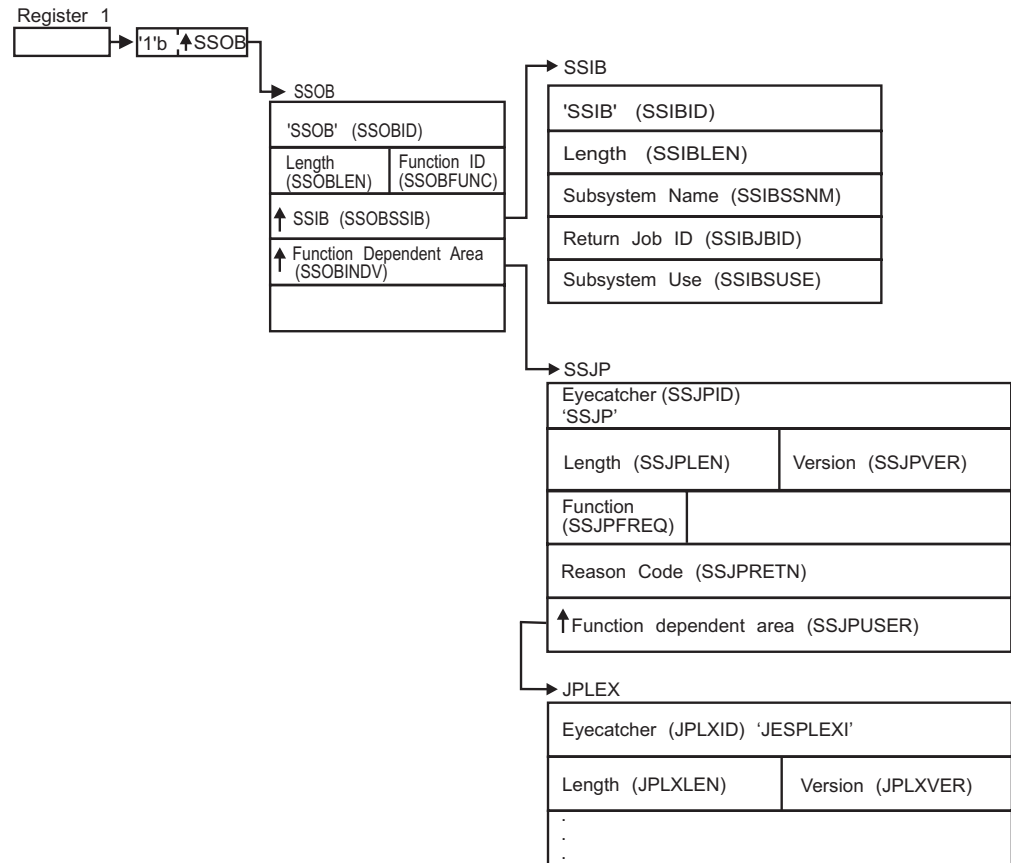 Register 1
'1'b SSOB
SSOB
'SSOB' (SSOBID)
Length
(SSOBLEN)
Function ID
(SSOBFUNC)
SSIB (SSOBSSIB)
Function Dependent Area
(SSOBINDV)
SSIB
'SSIB' (SSIBID)
Length (SSIBLEN)
Subsystem Name (SSIBSSNM)
Return Job ID (SSIBJBID)
Subsystem Use (SSIBSUSE)
SSJP
Eyecatcher (SSJPID)
‘SSJP’
Length (SSJPLEN)
Version (SSJPVER)
Function
(SSJPFREQ)
Reason Code (SSJPRETN)
Function dependent area (SSJPUSER)
JPLEX
Eyecatcher (JPLXID) ‘JESPLEXI’
Length (JPLXLEN)
Version (JPLXVER)
.
.
.